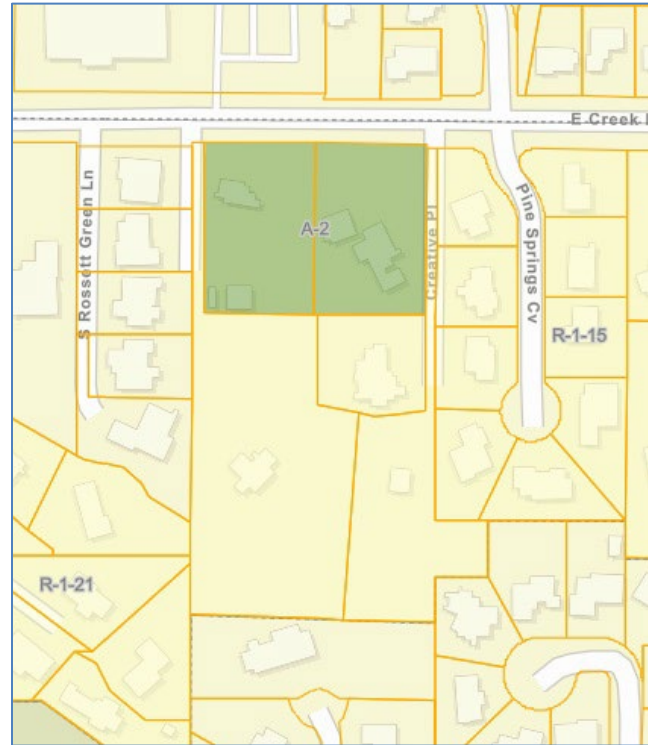 E Creek
S Rossett Green Ln
A-2
Creative Pl
Pine Springs Cv
R-1-15
R-1-21